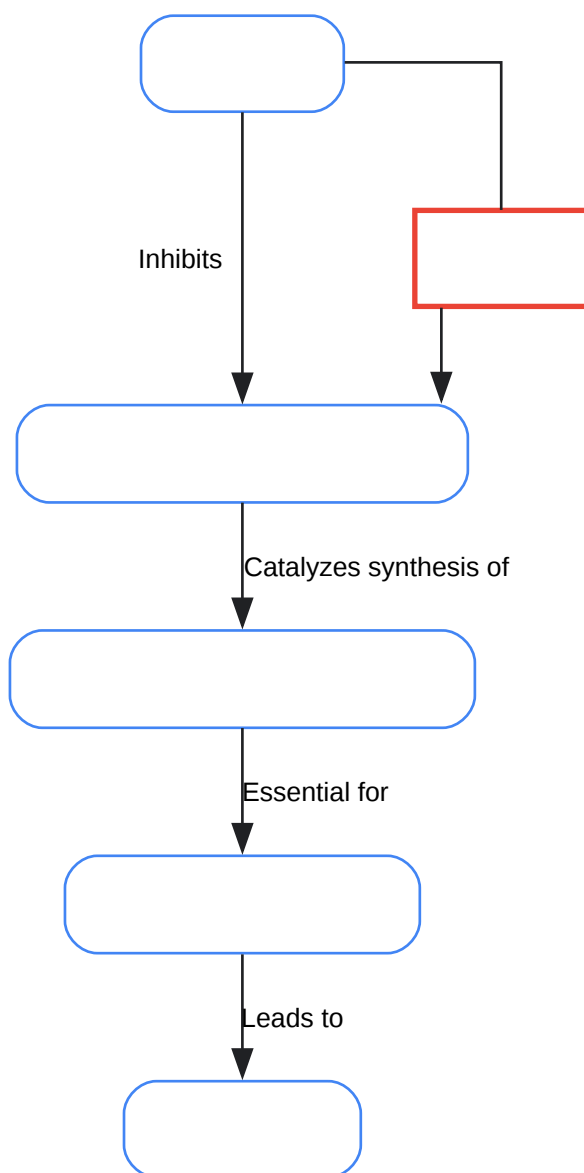 Inhibits
Catalyzes synthesis of
Essential for
Leads to